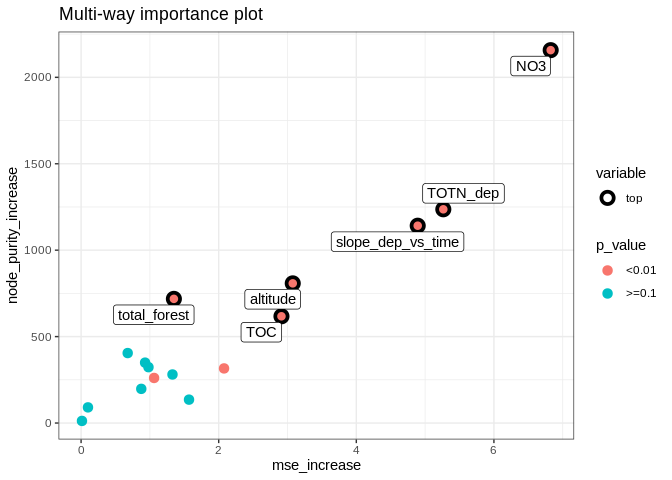 Multi-way importance plot
node_purity_increase
2000
1500
1000
500
0
NO3
TOTN_dep
slope_dep_vs_time
altitude
total_forest
TOC
0
2
4
6
mse_increase
variable
top
p_value
<0.01
>=0.1